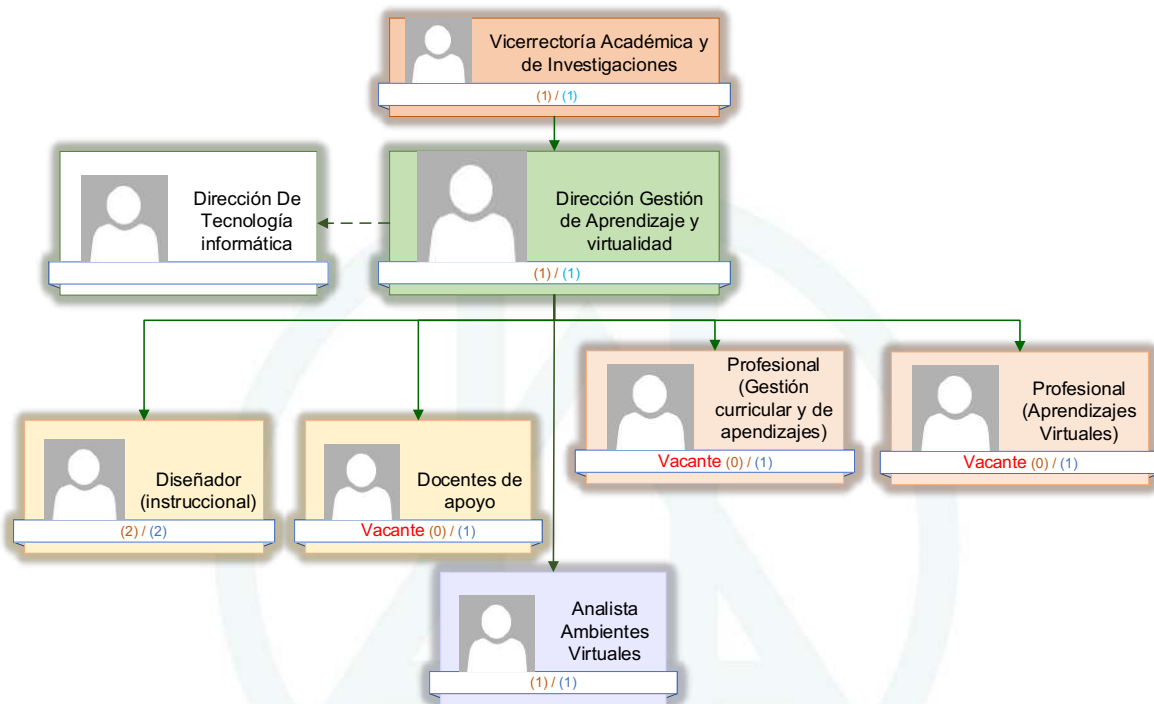 Vicerrectoría Académica y
de Investigaciones
(1) / (1)
Dirección De
Tecnología
informática
Dirección Gestión
de Aprendizaje y
virtualidad
(1) / (1)
Profesional
(Gestión
curricular y de
apendizajes)
Vacante (0) / (1)
Profesional
(Aprendizajes
Virtuales)
Vacante (0) / (1)
Diseñador
(instruccional)
(2) / (2)
Docentes de
apoyo
Vacante (0) / (1)
Analista
Ambientes
Virtuales
(1) / (1)